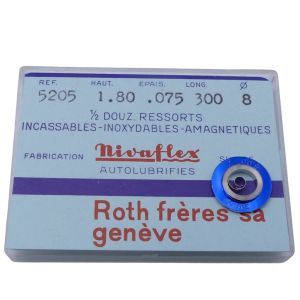 REF. HAUT. EPAIS. LONG. Ø
5205 1.80 .075 300 8
½ DOUZ. RESSORTS
INCASSABLES-INOXYDABLES-AMAGNETIQUES
FABRICATION Nivaflex
AUTOLUBRIFIES
Roth frères sa
genève